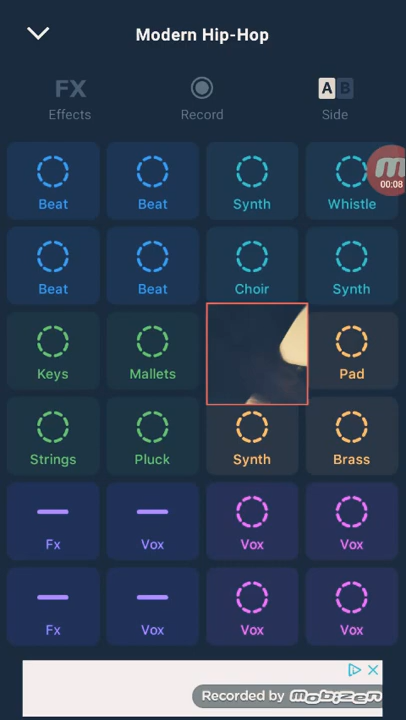 Modern Hip-Hop
FX
A B
Effects
Record
Side
00:08
Beat
Beat
Synth
Whistle
Beat
Beat
Choir
Synth
Keys
Mallets
Pad
Strings
Pluck
Synth
Brass
Fx
Vox
Vox
Vox
Fx
Vox
Vox
Vox
Recorded by mobizen